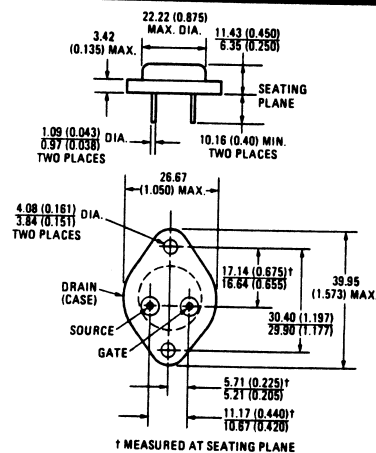 22.22 (0.875)
MAX. DIA.
3.42
(0.135) MAX.
11.43 (0.450)
6.35 (0.250)
SEATING
PLANE
1.09 (0.043)
0.97 (0.038) DIA.
TWO PLACES
10.16 (0.40) MIN.
TWO PLACES
26.67
(1.050) MAX.
4.08 (0.161)
3.84 (0.151) DIA.
TWO PLACES
17.14 (0.675)†
16.64 (0.655)
39.95
(1.573) MAX.
DRAIN
(CASE)
30.40 (1.197)
29.90 (1.177)
SOURCE
GATE
5.71 (0.225)†
5.21 (0.205)
11.17 (0.440)†
10.67 (0.420)
† MEASURED AT SEATING PLANE